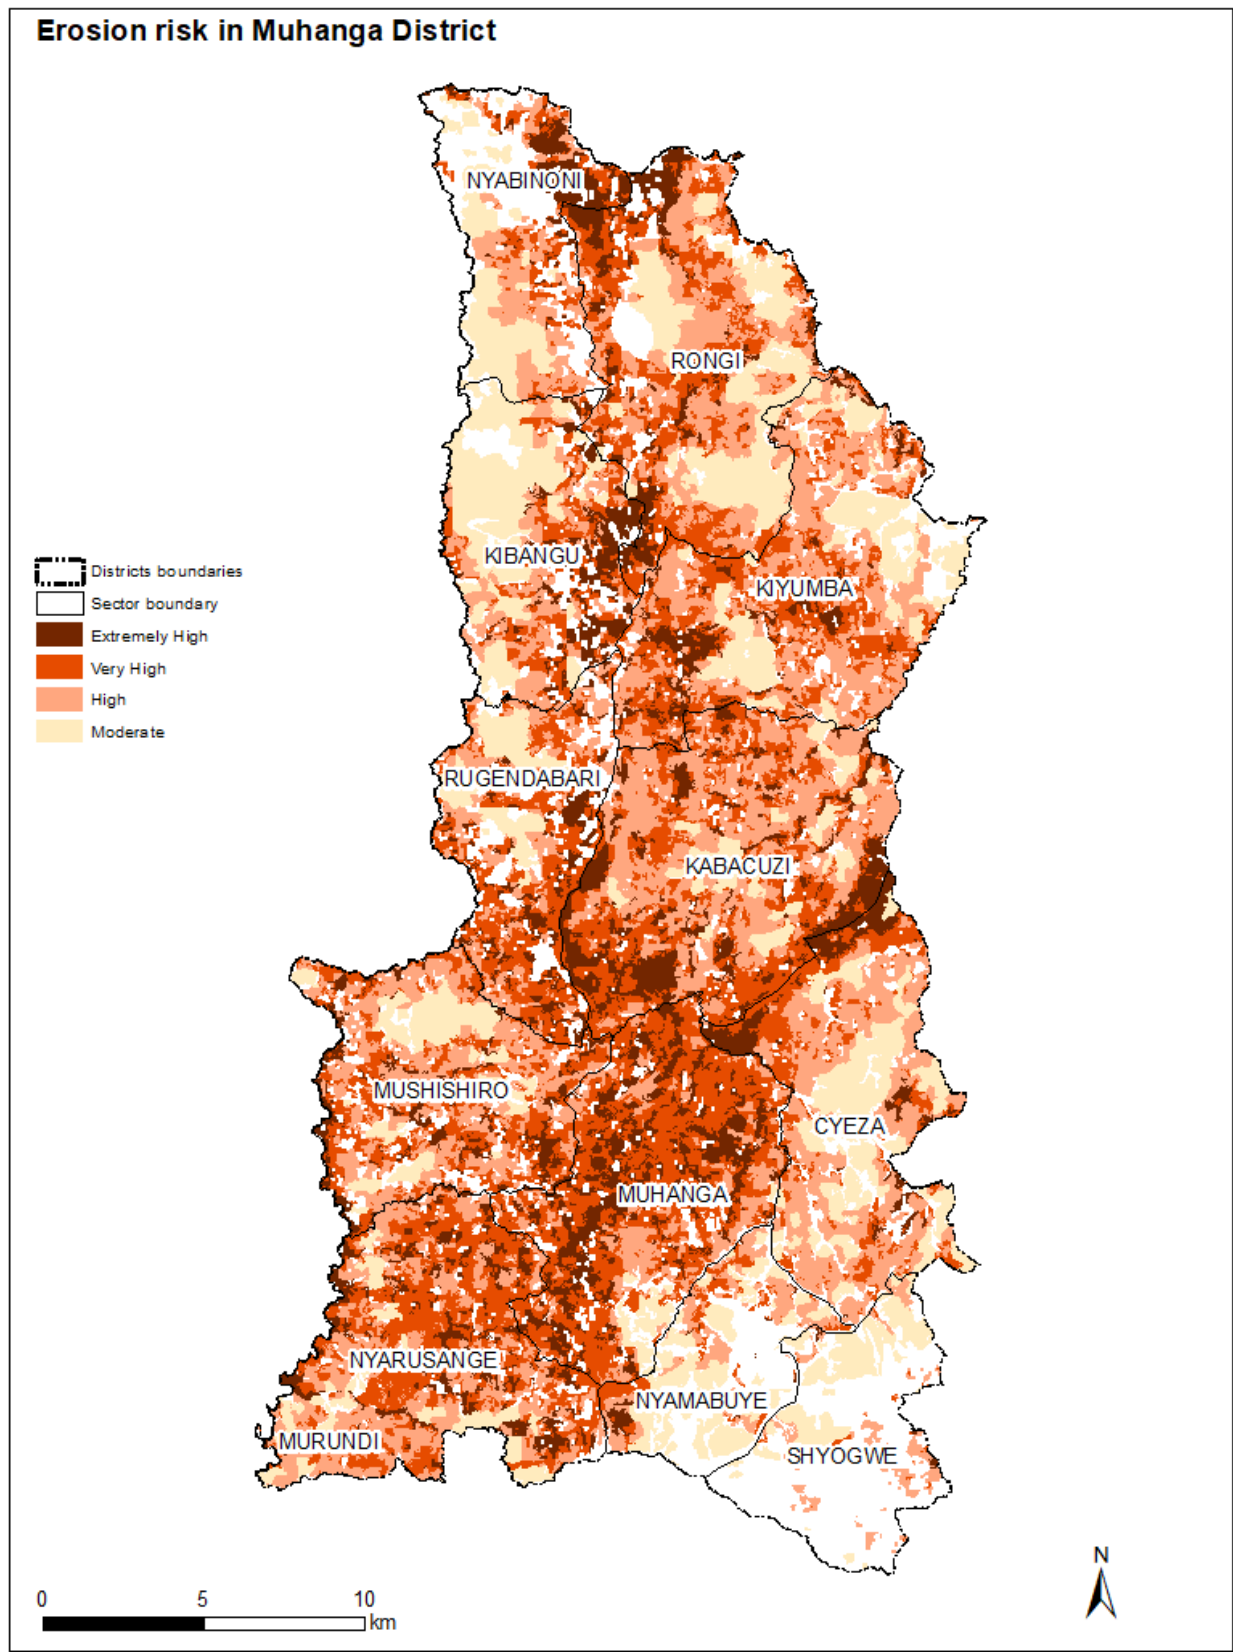 Erosion risk in Muhanga District
NYABINONI
RONGI
KIBANGU
KIYUMBA
Districts boundaries
Sector boundary
Extremely High
Very High
High
Moderate
RUGENDABARI
KABACUZI
MUSHISHIRO
CYEZA
MUHANGA
NYARUSANGE
NYAMABUYE
MURUNDI
SHYOGWE
N
0 5 10
km